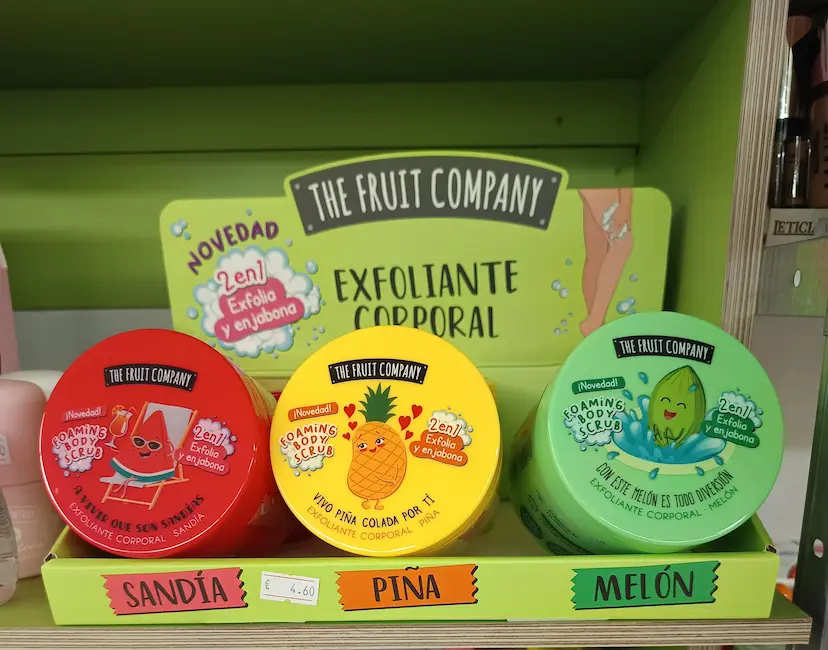 THE FRUIT COMPANY
NOVEDAD
2en1
Exfolia
y enjabona
EXFOLIANTE
CORPORAL
THE FRUIT COMPANY
¡Novedad!
FOAMING
BODY
SCRUB
2en1
Exfolia
y enjabona
A VIVIR QUE SON SANDÍAS
EXFOLIANTE CORPORAL · SANDÍA
THE FRUIT COMPANY
¡Novedad!
FOAMING
BODY
SCRUB
2en1
Exfolia
y enjabona
VIVO PIÑA COLADA POR TÍ
EXFOLIANTE CORPORAL · PIÑA
THE FRUIT COMPANY
¡Novedad!
FOAMING
BODY
SCRUB
2en1
Exfolia
y enjabona
CON ESTE MELÓN ES TODO DIVERSIÓN
EXFOLIANTE CORPORAL · MELÓN
SANDÍA
€ 4.60
PIÑA
MELÓN